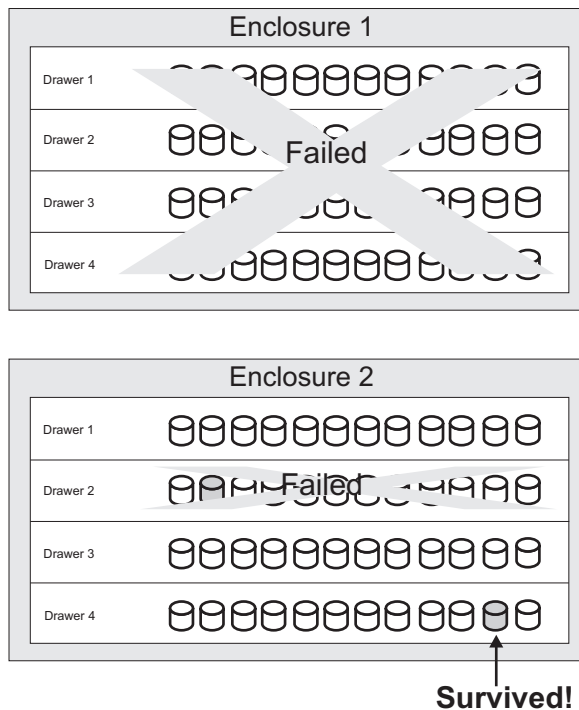 Enclosure 1
Drawer 1
Drawer 2
Failed
Drawer 3
Drawer 4
Enclosure 2
Drawer 1
Drawer 2
Failed
Drawer 3
Drawer 4
Survived!